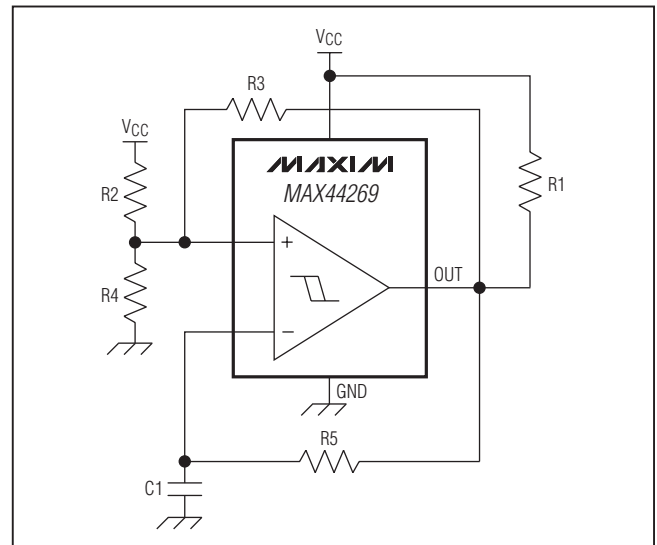 VCC
R3
VCC
MAXIM
R2
MAX44269
R1
+
OUT
R4
−
GND
R5
C1